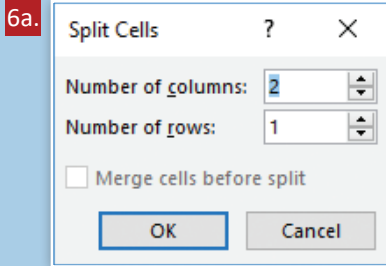 6a.
Split Cells ? X
Number of columns: 2
Number of rows: 1
Merge cells before split
OK Cancel